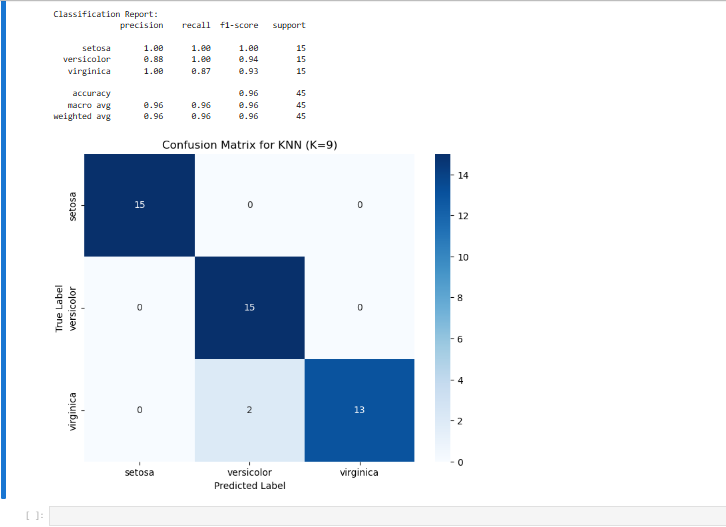 Classification Report:
precision recall f1-score support
setosa 1.00 1.00 1.00 15
versicolor 0.88 1.00 0.94 15
virginica 1.00 0.87 0.93 15
accuracy 0.96 45
macro avg 0.96 0.96 0.96 45
weighted avg 0.96 0.96 0.96 45
Confusion Matrix for KNN (K=9)
True Label
setosa
15 0 0
versicolor
0 15 0
virginica
0 2 13
setosa versicolor virginica
Predicted Label
14
12
10
8
6
4
2
0
[ ]: